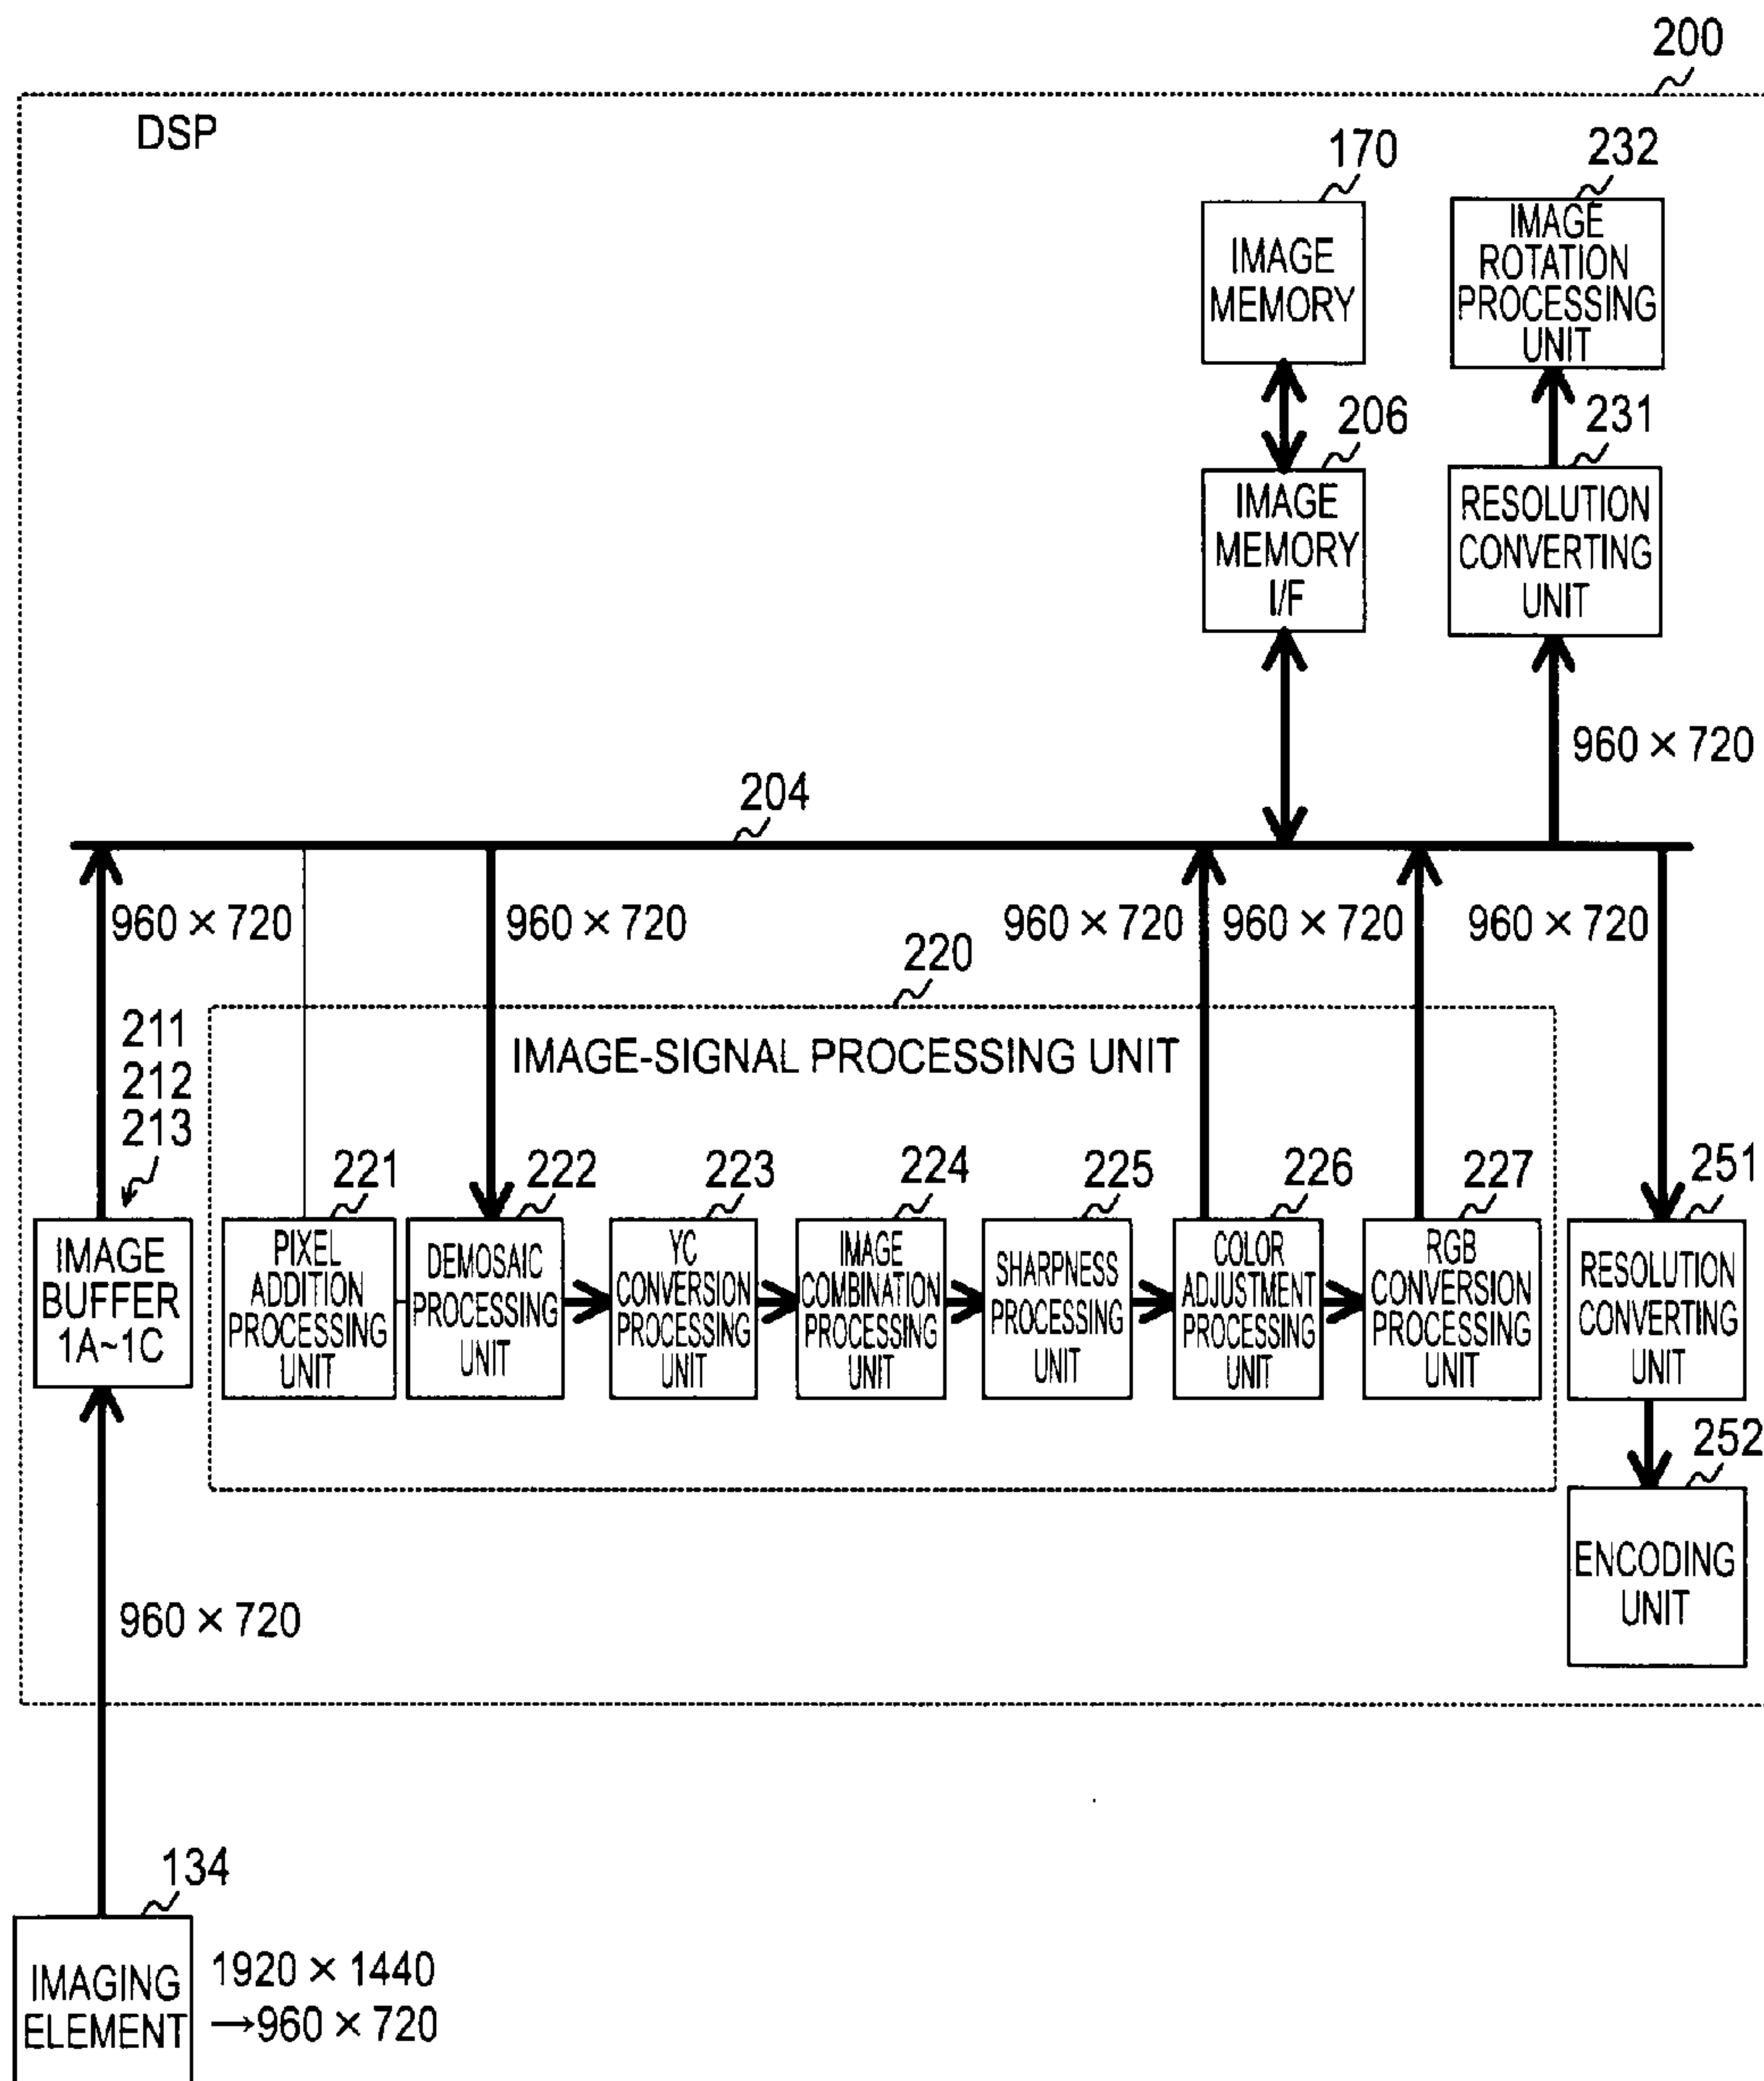 200
DSP
170
232
IMAGE
MEMORY
IMAGE
ROTATION
PROCESSING
UNIT
206
231
IMAGE
MEMORY
I/F
RESOLUTION
CONVERTING
UNIT
960 × 720
204
960 × 720
960 × 720
960 × 720
960 × 720
960 × 720
220
211
212
213
IMAGE-SIGNAL PROCESSING UNIT
221
222
223
224
225
226
227
251
IMAGE
BUFFER
1A~1C
PIXEL
ADDITION
PROCESSING
UNIT
DEMOSAIC
PROCESSING
UNIT
YC
CONVERSION
PROCESSING
UNIT
IMAGE
COMBINATION
PROCESSING
UNIT
SHARPNESS
PROCESSING
UNIT
COLOR
ADJUSTMENT
PROCESSING
UNIT
RGB
CONVERSION
PROCESSING
UNIT
RESOLUTION
CONVERTING
UNIT
252
ENCODING
UNIT
960 × 720
134
IMAGING
ELEMENT
1920 × 1440
→960 × 720